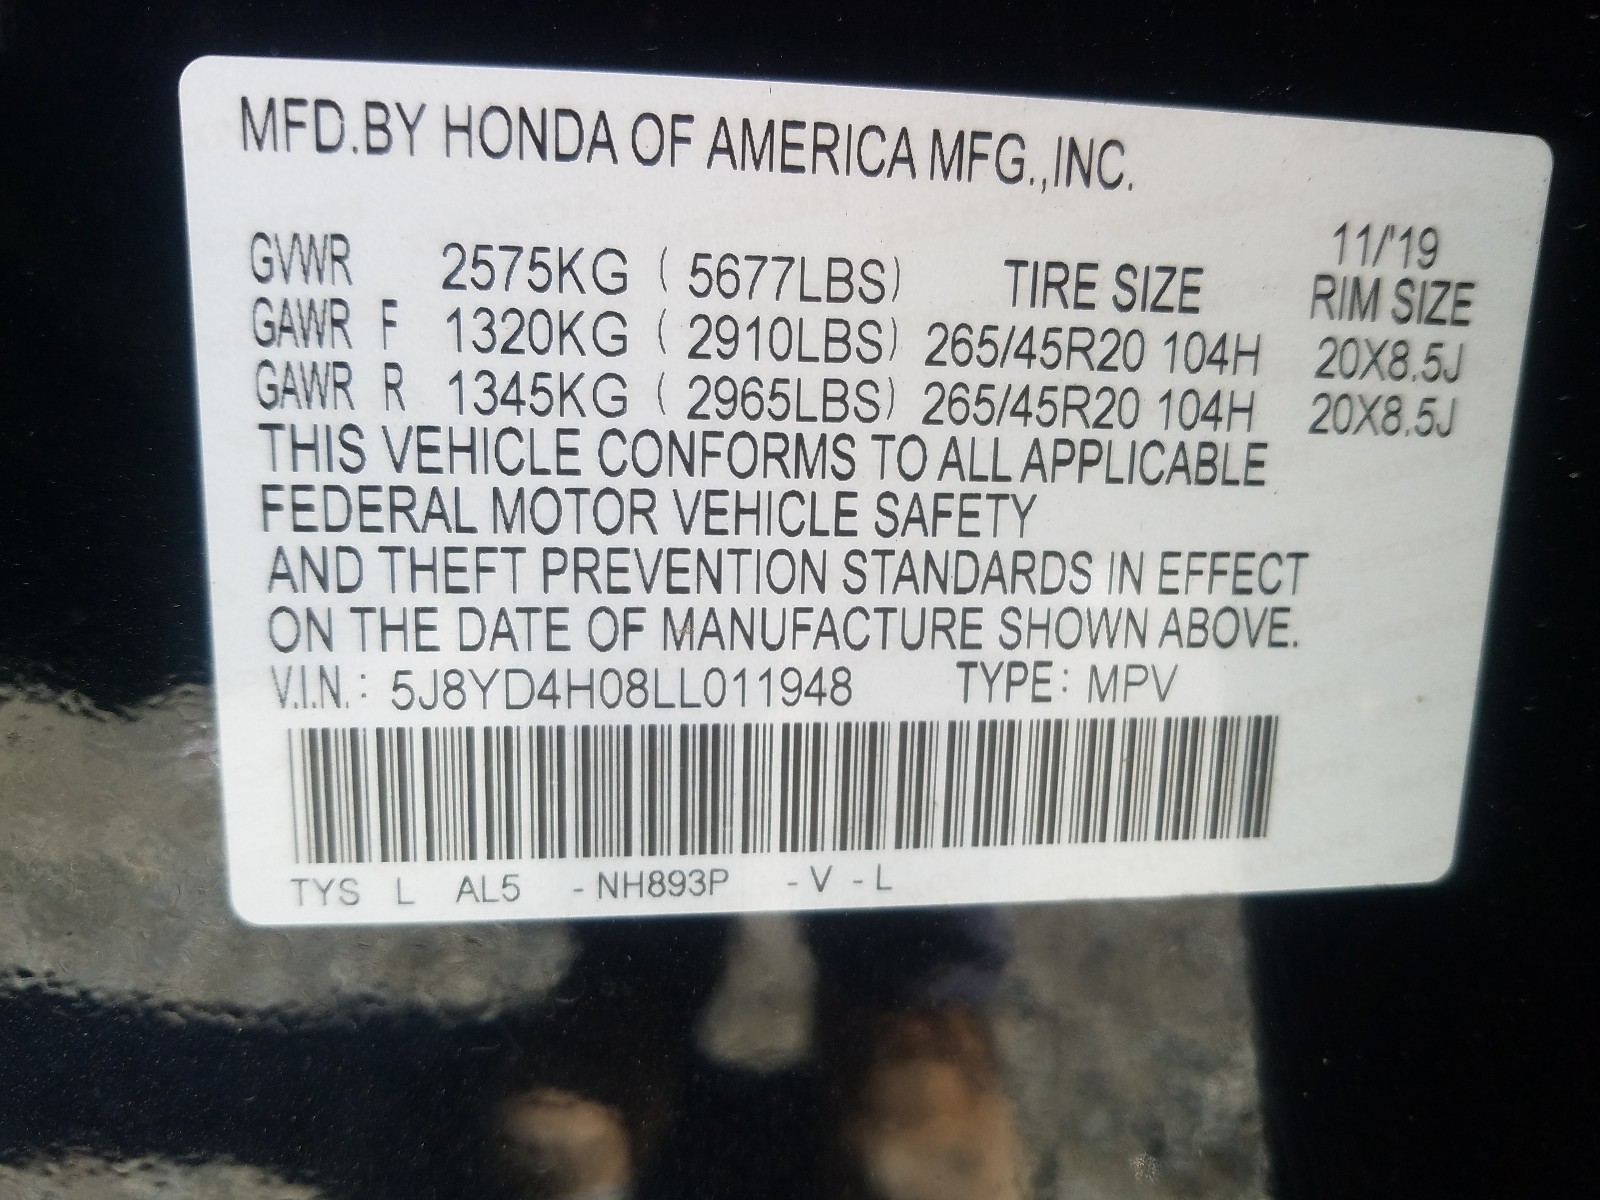 MFD.BY HONDA OF AMERICA MFG.,INC.
11/'19
GVWR 2575KG ( 5677LBS) TIRE SIZE RIM SIZE
GAWR F 1320KG ( 2910LBS) 265/45R20 104H 20X8.5J
GAWR R 1345KG ( 2965LBS) 265/45R20 104H 20X8.5J
THIS VEHICLE CONFORMS TO ALL APPLICABLE
FEDERAL MOTOR VEHICLE SAFETY
AND THEFT PREVENTION STANDARDS IN EFFECT
ON THE DATE OF MANUFACTURE SHOWN ABOVE.
V.I.N.: 5J8YD4H08LL011948 TYPE: MPV
TYS L AL5 - NH893P - V - L